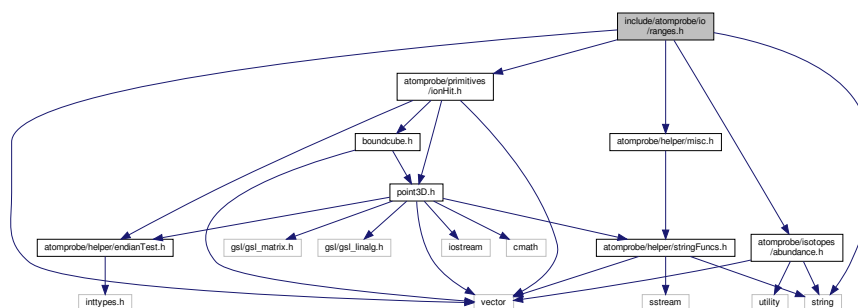 include/atomprobe/io
/ranges.h
atomprobe/primitives
/ionHit.h
boundcube.h
atomprobe/helper/misc.h
point3D.h
atomprobe/helper/endianTest.h
gsl/gsl_matrix.h
gsl/gsl_linalg.h
iostream
cmath
atomprobe/helper/stringFuncs.h
atomprobe/isotopes
/abundance.h
inttypes.h
vector
sstream
utility
string